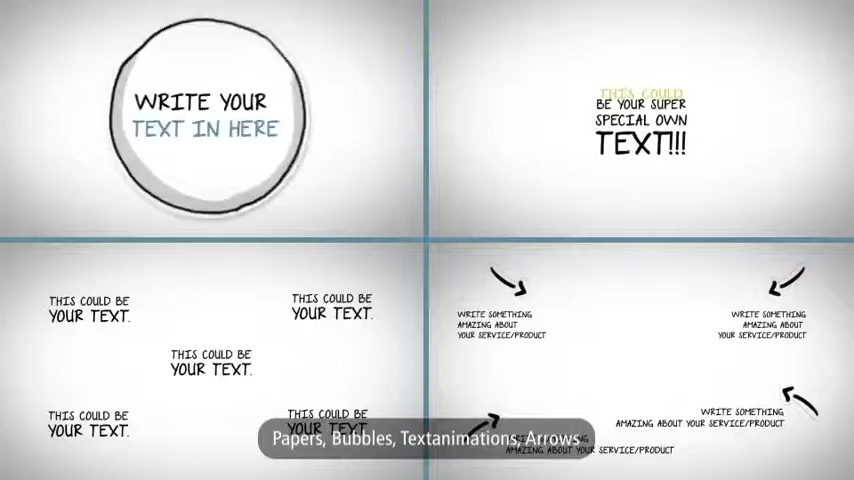 WRITE YOUR
TEXT IN HERE
THIS COULD
BE YOUR SUPER
SPECIAL OWN
TEXT!!!
THIS COULD BE
YOUR TEXT.
THIS COULD BE
YOUR TEXT.
THIS COULD BE
YOUR TEXT.
THIS COULD BE
YOUR TEXT.
THIS COULD BE
YOUR TEXT.
WRITE SOMETHING
AMAZING ABOUT
YOUR SERVICE/PRODUCT
WRITE SOMETHING
AMAZING ABOUT
YOUR SERVICE/PRODUCT
WRITE SOMETHING
AMAZING ABOUT YOUR SERVICE/PRODUCT
WRITE SOMETHING
AMAZING ABOUT YOUR SERVICE/PRODUCT
Papers, Bubbles, Textanimations, Arrows